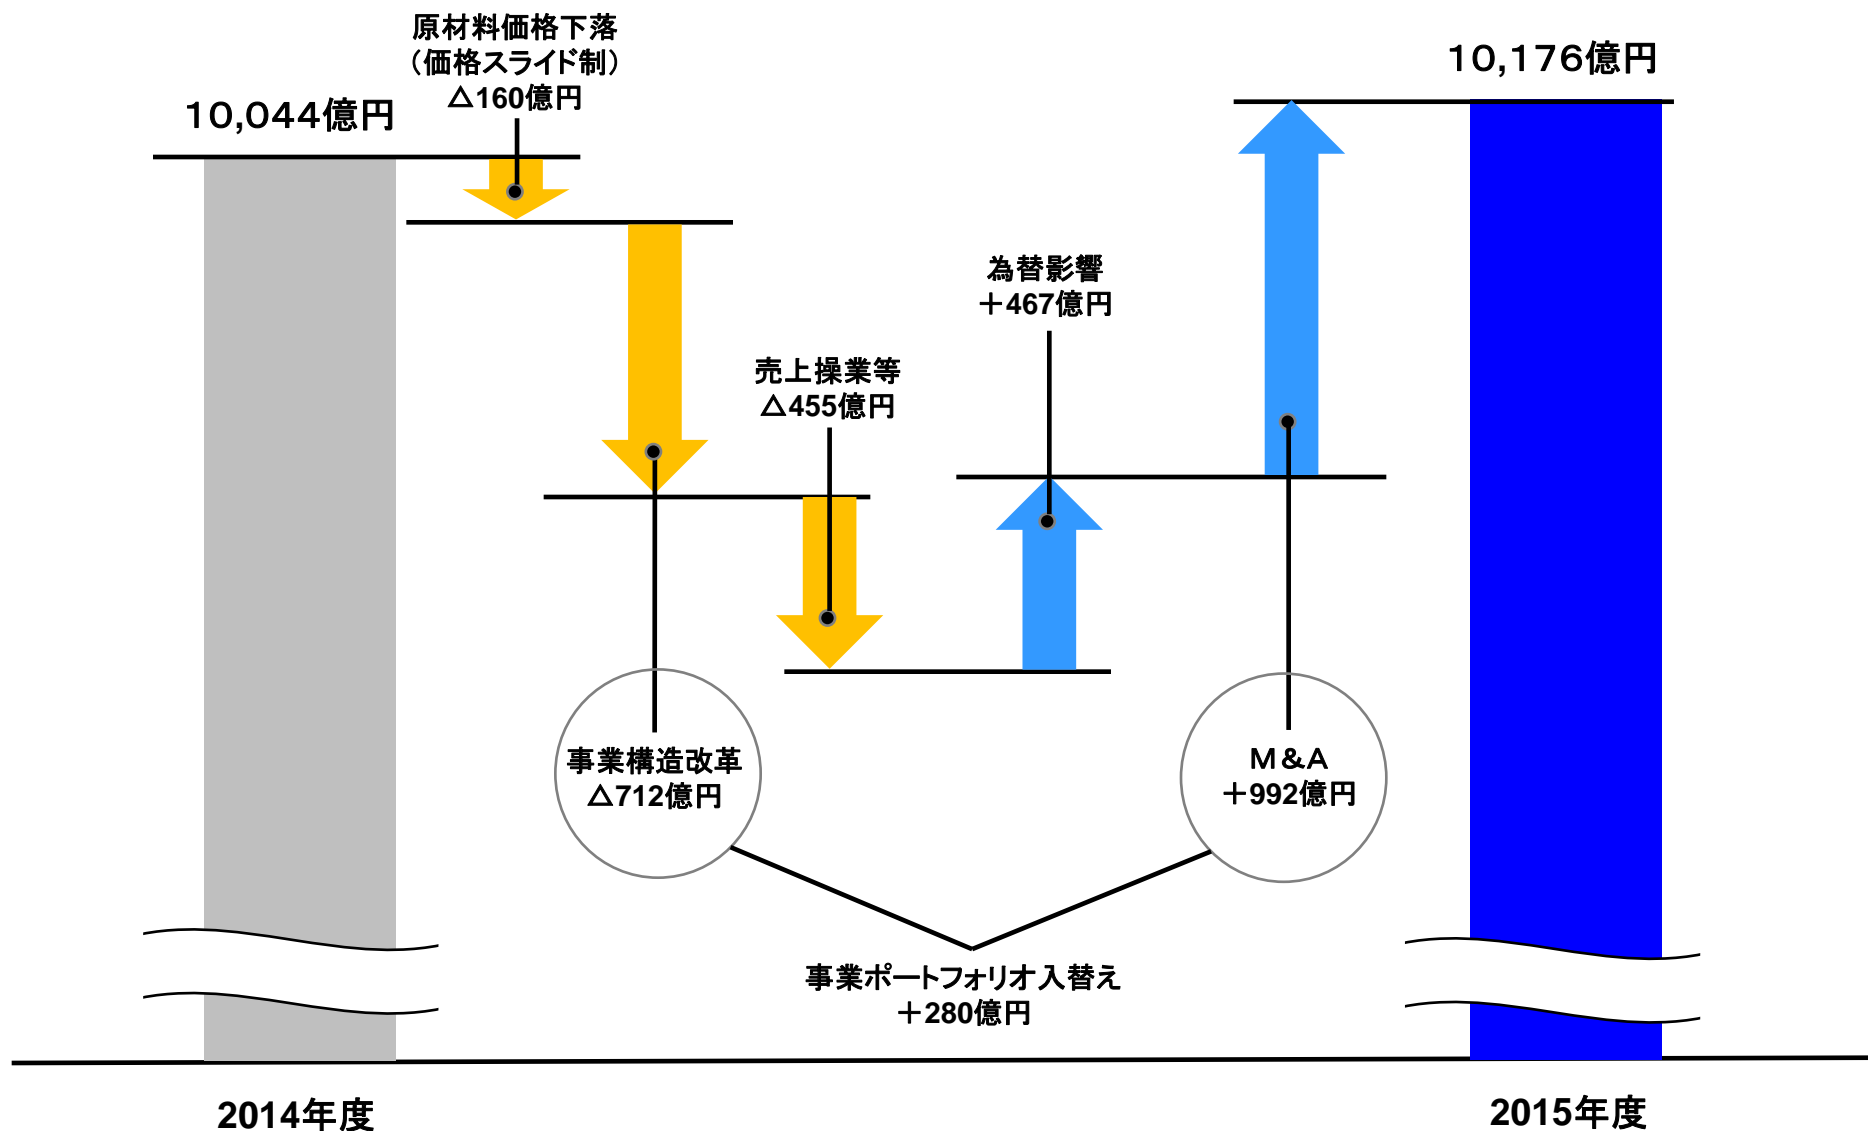 原材料価格下落
（価格スライド制）
△160億円
10,044億円
10,176億円
為替影響
＋467億円
売上操業等
△455億円
事業構造改革
△712億円
Ｍ＆Ａ
＋992億円
事業ポートフォリオ入替え
＋280億円
2014年度
2015年度